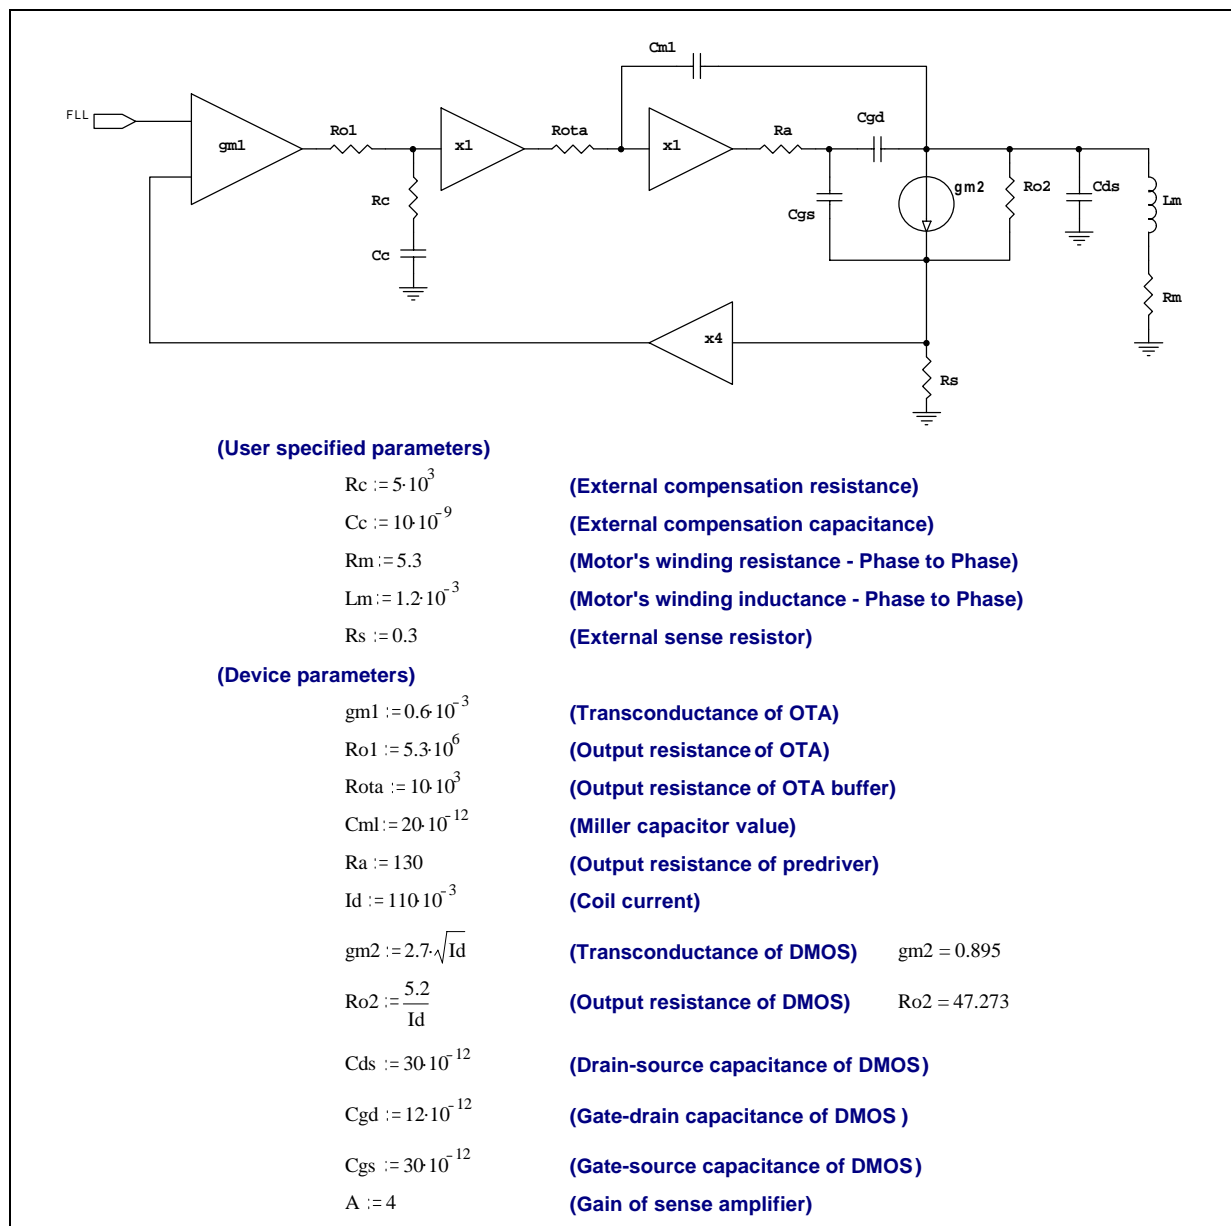 Cm1
FLL
gm1
Ro1
x1
Rota
x1
Ra
Cgd
gm2
Ro2
Cds
Lm
Rc
Cgs
Cc
Rm
x4
Rs
(User specified parameters)
Rc := 5·10^3 (External compensation resistance)
Cc := 10·10^-9 (External compensation capacitance)
Rm := 5.3 (Motor's winding resistance - Phase to Phase)
Lm := 1.2·10^-3 (Motor's winding inductance - Phase to Phase)
Rs := 0.3 (External sense resistor)
(Device parameters)
gm1 := 0.6·10^-3 (Transconductance of OTA)
Ro1 := 5.3·10^6 (Output resistance of OTA)
Rota := 10·10^3 (Output resistance of OTA buffer)
Cml := 20·10^-12 (Miller capacitor value)
Ra := 130 (Output resistance of predriver)
Id := 110·10^-3 (Coil current)
gm2 := 2.7·√Id (Transconductance of DMOS) gm2 = 0.895
Ro2 := 5.2/Id (Output resistance of DMOS) Ro2 = 47.273
Cds := 30·10^-12 (Drain-source capacitance of DMOS)
Cgd := 12·10^-12 (Gate-drain capacitance of DMOS )
Cgs := 30·10^-12 (Gate-source capacitance of DMOS)
A := 4 (Gain of sense amplifier)